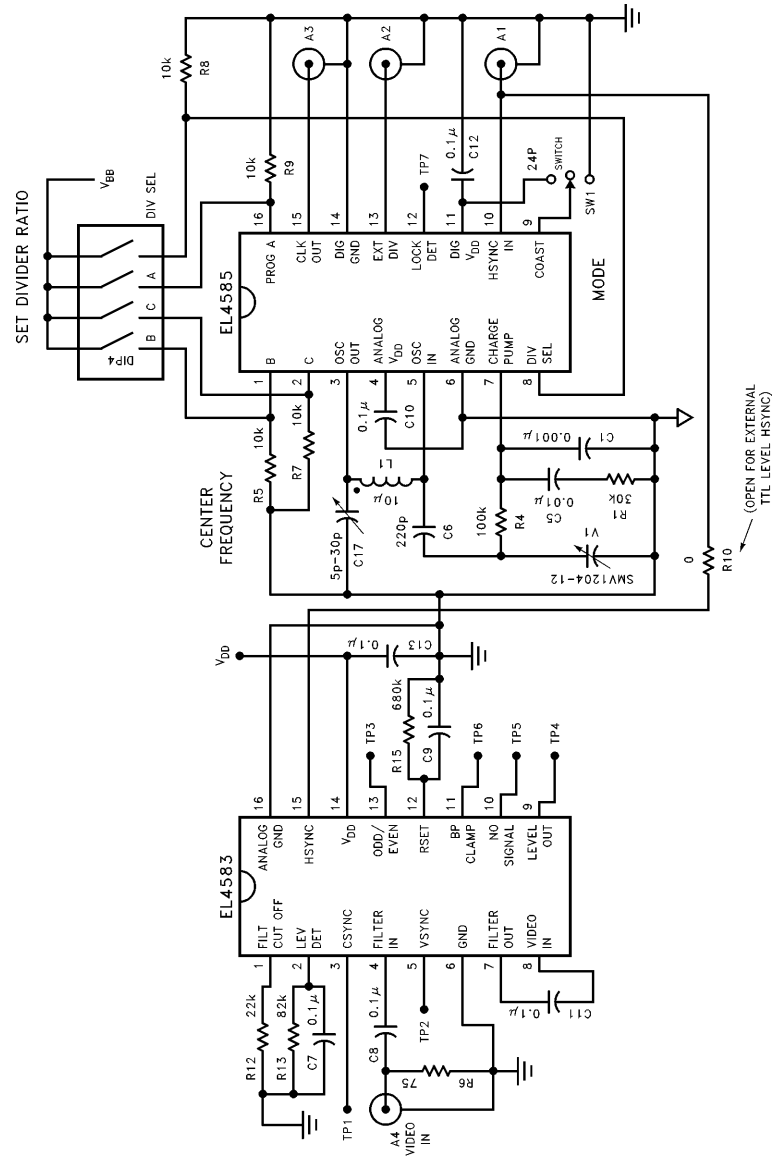 SET DIVIDER RATIO
VBB
DIV SEL
A
C
B
DIP4
10k
R8
10k
R9
A3
A2
A1
0.1μ
C12
TP7
24P
SWITCH
SW1
MODE
EL4585
16
PROG A
15
CLK
OUT
14
DIG
GND
13
EXT
DIV
12
LOCK
DET
11
DIG
VDD
10
HSYNC
IN
9
COAST
1
B
2
C
3
OSC
OUT
4
ANALOG
VDD
5
OSC
IN
6
ANALOG
GND
7
CHARGE
PUMP
8
DIV
SEL
CENTER
FREQUENCY
10k
R5
10k
R7
0.1μ
C10
L1
10μ
5p-30p
C17
220p
C6
100k
R4
0.001μ
C1
0.01μ
C5
30k
R1
V1
SMV1204-12
0
R10
(OPEN FOR EXTERNAL
TTL LEVEL HSYNC)
VDD
0.1μ
C13
680k
R15
0.1μ
C9
TP3
TP6
TP5
TP4
EL4583
16
ANALOG
GND
15
HSYNC
14
VDD
13
ODD/
EVEN
12
RSET
11
BP
CLAMP
10
NO
SIGNAL
9
LEVEL
OUT
1
FILT
CUT OFF
2
LEV
DET
3
CSYNC
4
FILTER
IN
5
VSYNC
6
GND
7
FILTER
OUT
8
VIDEO
IN
22k
R12
82k
R13
0.1μ
C7
0.1μ
C8
TP1
TP2
75
R6
0.1μ
C11
A4
VIDEO
IN